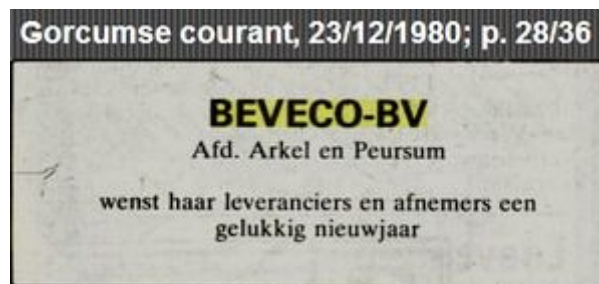 Gorcumse courant, 23/12/1980; p. 28/36
BEVECO-BV
Afd. Arkel en Peursum
wenst haar leveranciers en afnemers een
gelukkig nieuwjaar